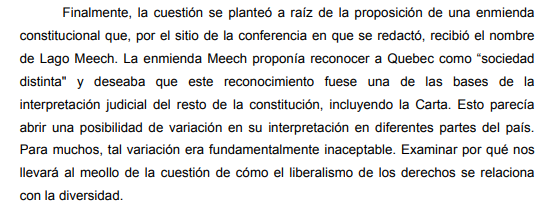 Finalmente, la cuestión se planteó a raíz de la proposición de una enmienda
constitucional que, por el sitio de la conferencia en que se redactó, recibió el nombre
de Lago Meech. La enmienda Meech proponía reconocer a Quebec como “sociedad
distinta" y deseaba que este reconocimiento fuese una de las bases de la
interpretación judicial del resto de la constitución, incluyendo la Carta. Esto parecía
abrir una posibilidad de variación en su interpretación en diferentes partes del país.
Para muchos, tal variación era fundamentalmente inaceptable. Examinar por qué nos
llevará al meollo de la cuestión de cómo el liberalismo de los derechos se relaciona
con la diversidad.